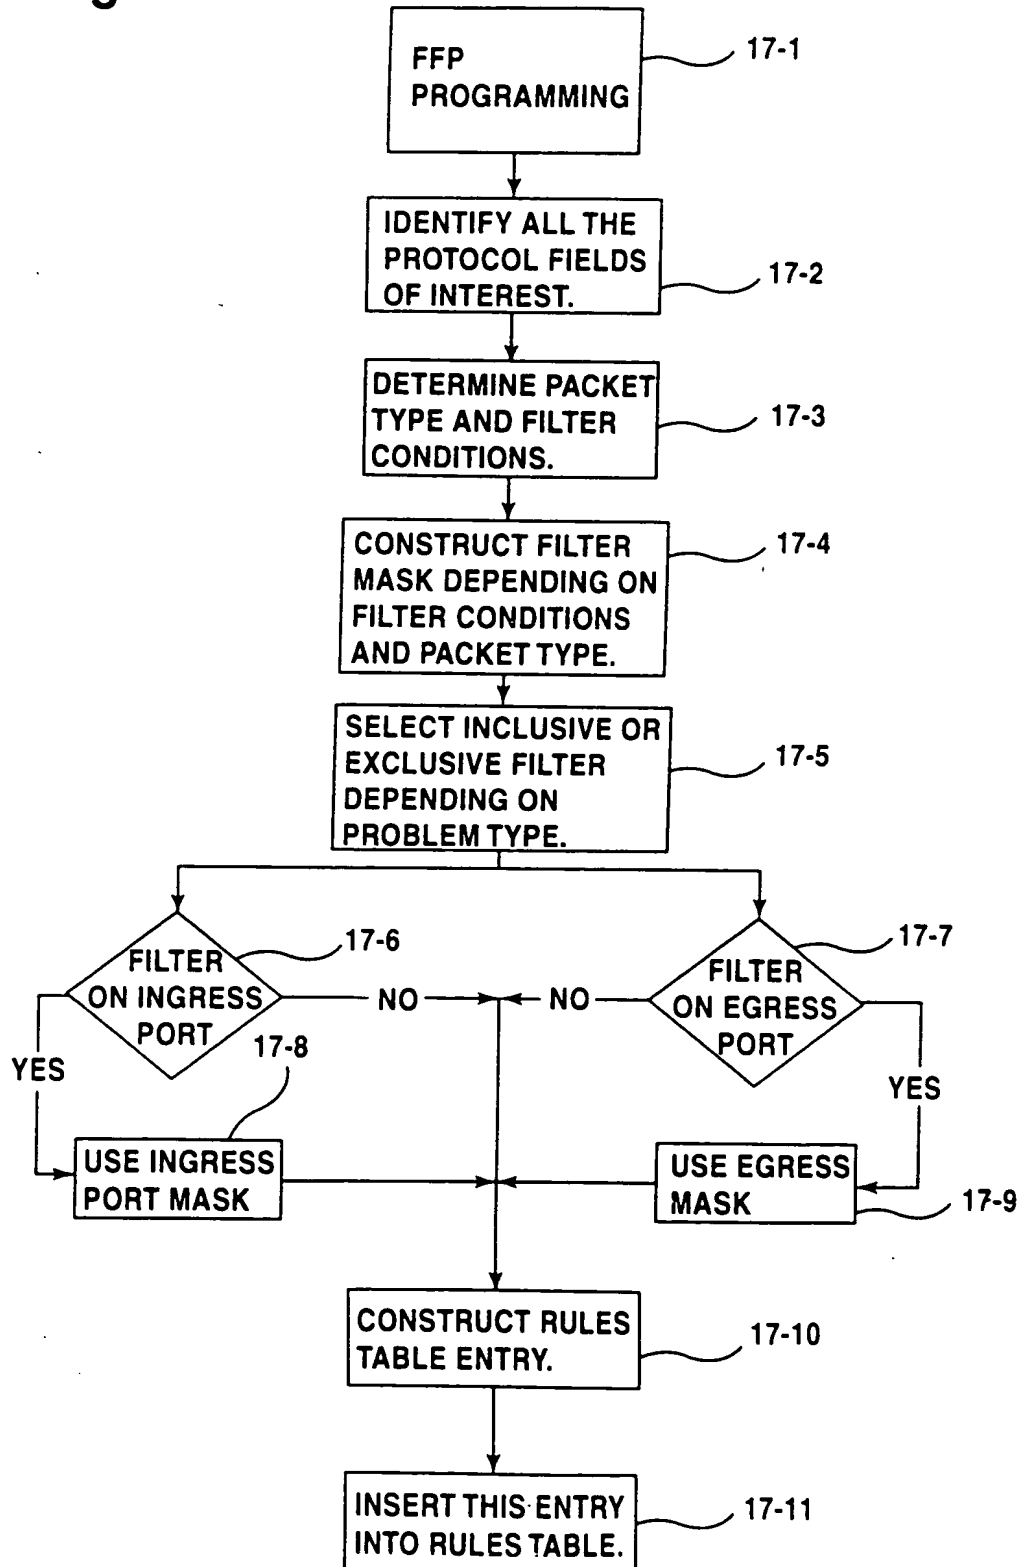 FFP
PROGRAMMING
17-1
IDENTIFY ALL THE
PROTOCOL FIELDS
OF INTEREST.
17-2
DETERMINE PACKET
TYPE AND FILTER
CONDITIONS.
17-3
CONSTRUCT FILTER
MASK DEPENDING ON
FILTER CONDITIONS
AND PACKET TYPE.
17-4
SELECT INCLUSIVE OR
EXCLUSIVE FILTER
DEPENDING ON
PROBLEM TYPE.
17-5
FILTER
ON INGRESS
PORT
17-6
NO
YES
FILTER
ON EGRESS
PORT
17-7
NO
YES
USE INGRESS
PORT MASK
17-8
USE EGRESS
MASK
17-9
CONSTRUCT RULES
TABLE ENTRY.
17-10
INSERT THIS ENTRY
INTO RULES TABLE.
17-11